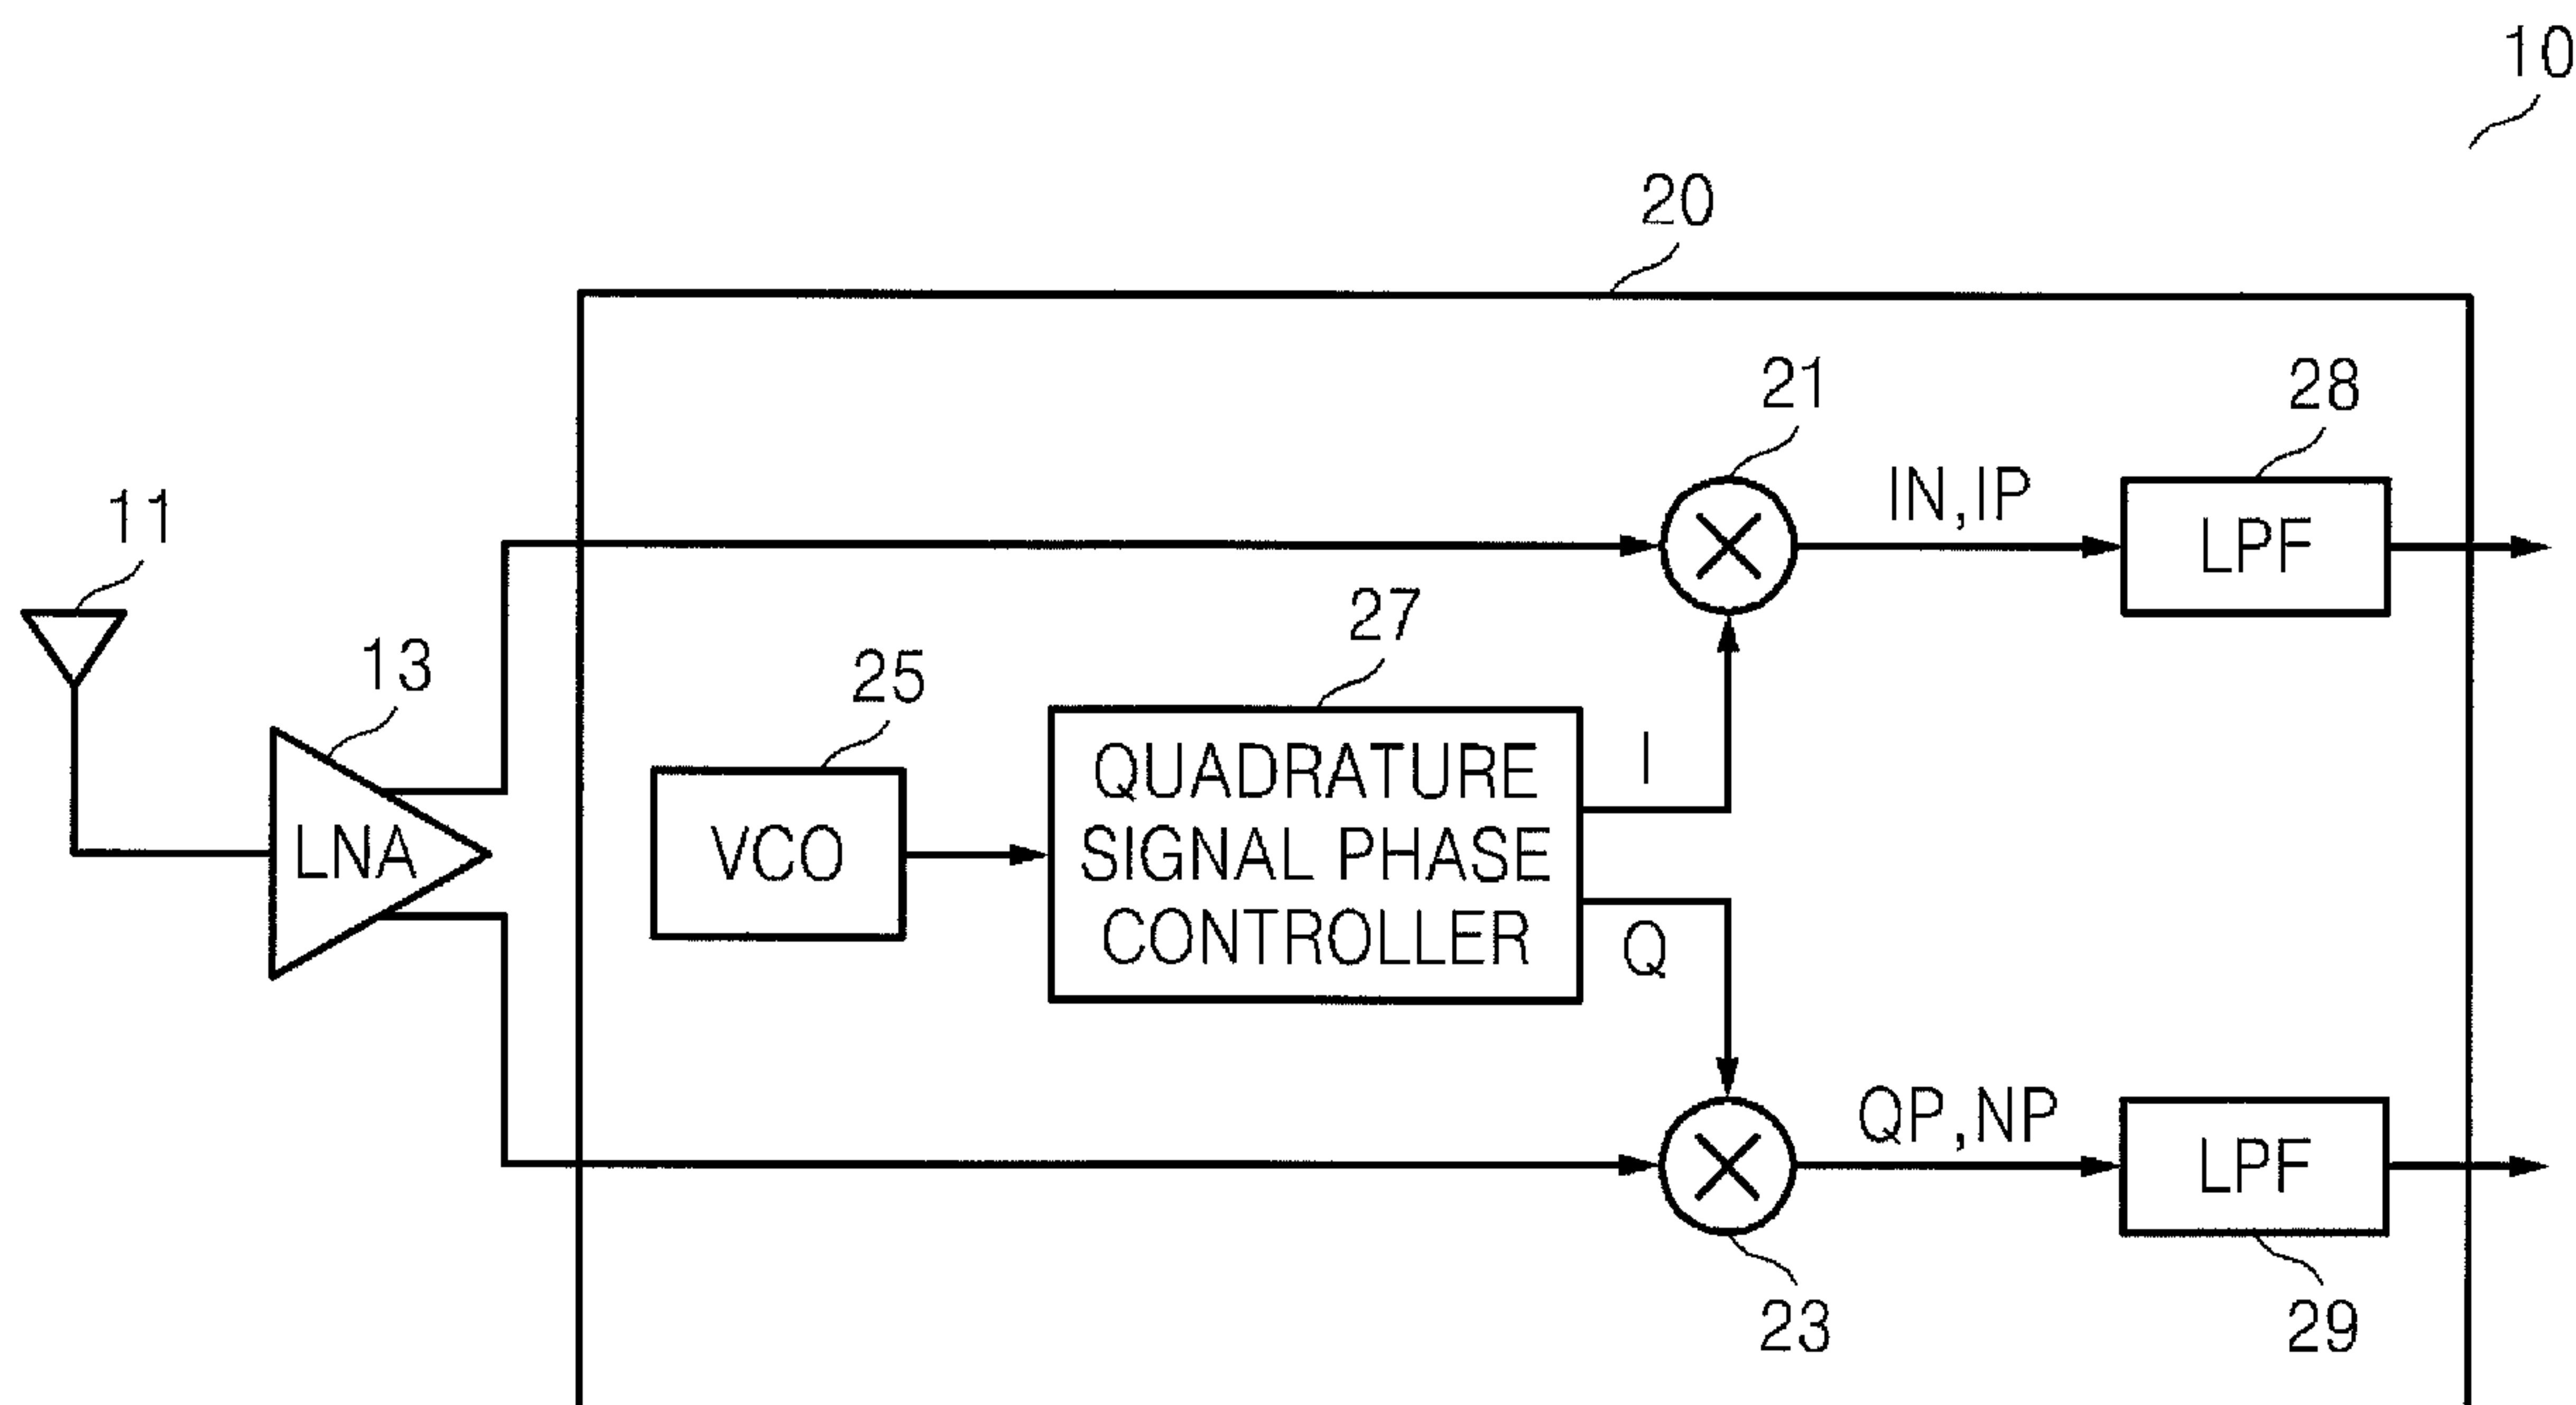 10
20
21
28
IN,IP
LPF
11
13
LNA
25
VCO
27
QUADRATURE
SIGNAL PHASE
CONTROLLER
I
Q
QP,NP
LPF
23
29